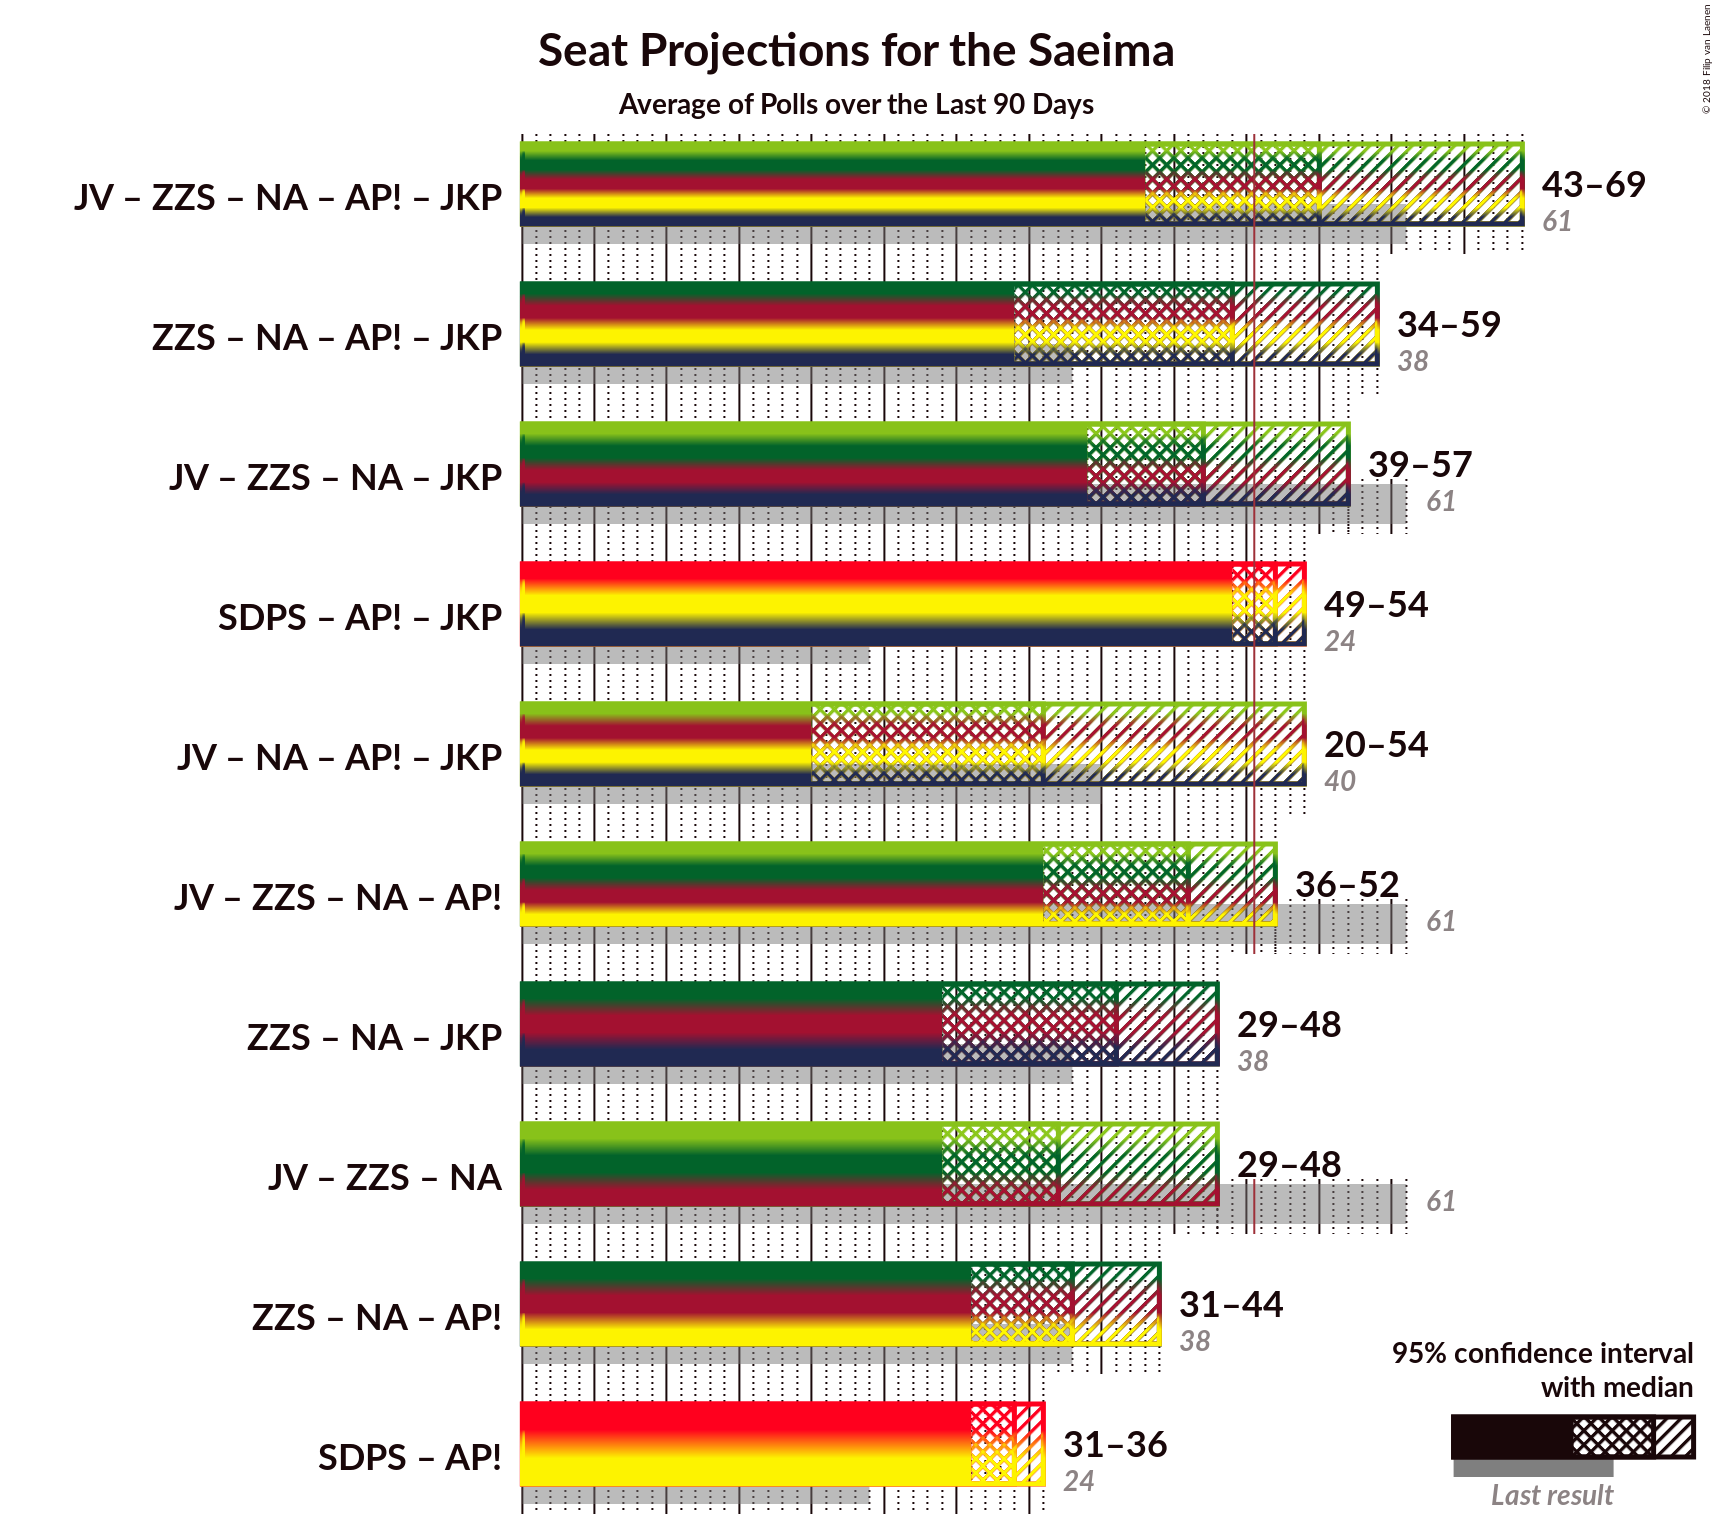 Seat Projections for the Saeima
Average of Polls over the Last 90 Days
© 2018 Filip van Laenen
JV – ZZS – NA – AP! – JKP
43–69
61
ZZS – NA – AP! – JKP
34–59
38
JV – ZZS – NA – JKP
39–57
61
SDPS – AP! – JKP
49–54
24
JV – NA – AP! – JKP
20–54
40
JV – ZZS – NA – AP!
36–52
61
ZZS – NA – JKP
29–48
38
JV – ZZS – NA
29–48
61
ZZS – NA – AP!
31–44
38
SDPS – AP!
31–36
24
95% confidence interval
with median
Last result